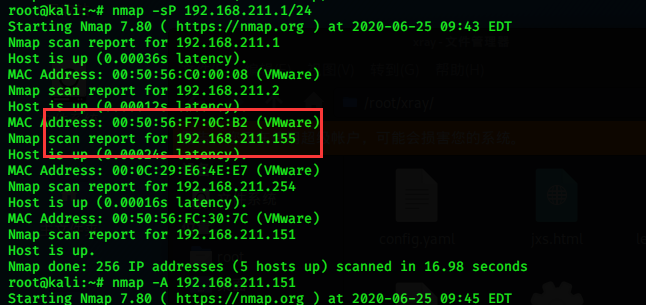 root@kali:~# nmap -sP 192.168.211.1/24
Starting Nmap 7.80 ( https://nmap.org ) at 2020-06-25 09:43 EDT
Nmap scan report for 192.168.211.1
Host is up (0.00036s latency).
MAC Address: 00:50:56:C0:00:08 (VMware)
Nmap scan report for 192.168.211.2
Host is up (0.00012s latency).
MAC Address: 00:50:56:F7:0C:B2 (VMware)
Nmap scan report for 192.168.211.155
Host is up (0.00024s latency).
MAC Address: 00:0C:29:E6:4E:E7 (VMware)
Nmap scan report for 192.168.211.254
Host is up (0.00016s latency).
MAC Address: 00:50:56:FC:30:7C (VMware)
Nmap scan report for 192.168.211.151
Host is up.
Nmap done: 256 IP addresses (5 hosts up) scanned in 16.98 seconds
root@kali:~# nmap -A 192.168.211.151
Starting Nmap 7.80 ( https://nmap.org ) at 2020-06-25 09:45 EDT
/root/xray/
config.yaml
jxs.html